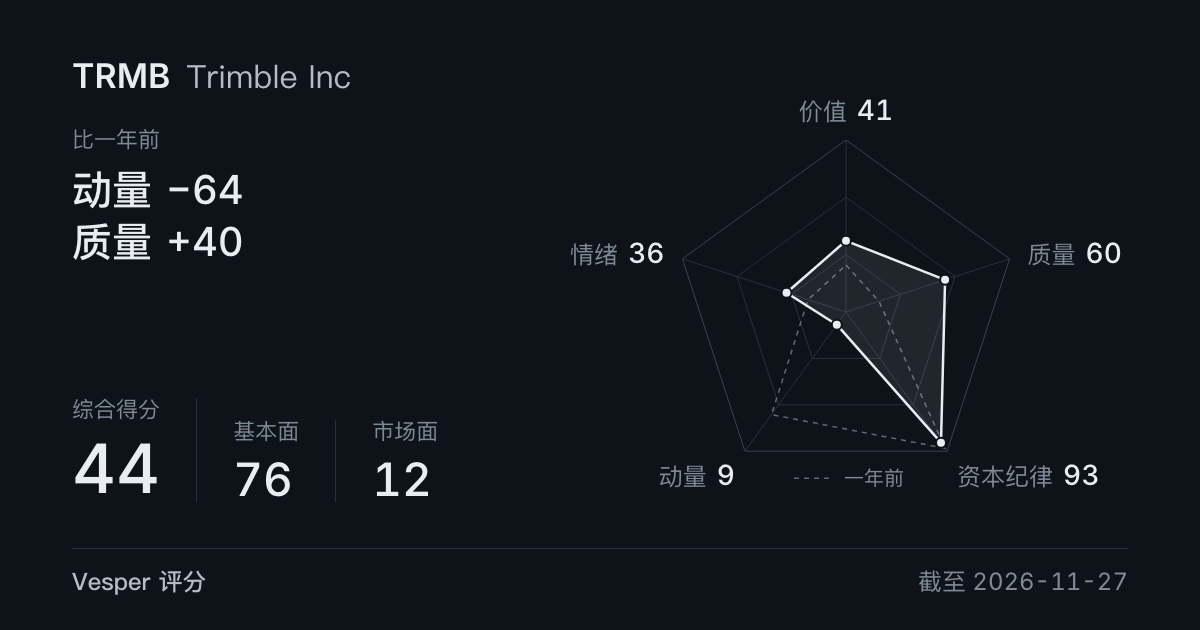 TRMB Trimble Inc
比一年前
动量 −64
质量 +40
价值 41
情绪 36
质量 60
动量 9
---- 一年前
资本纪律 93
综合得分
44
基本面
76
市场面
12
Vesper 评分
截至 2026-11-27